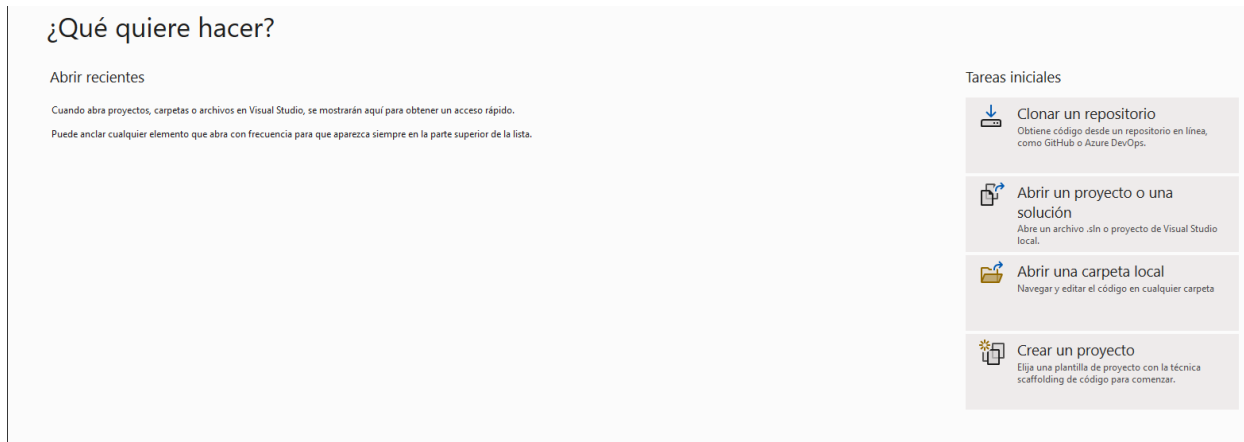 ¿Qué quiere hacer?
Abrir recientes
Cuando abra proyectos, carpetas o archivos en Visual Studio, se mostrarán aquí para obtener un acceso rápido.
Puede anclar cualquier elemento que abra con frecuencia para que aparezca siempre en la parte superior de la lista.
Tareas iniciales
Clonar un repositorio
Obtiene código desde un repositorio en línea,
como GitHub o Azure DevOps.
Abrir un proyecto o una
solución
Abre un archivo .sln o proyecto de Visual Studio
local.
Abrir una carpeta local
Navegar y editar el código en cualquier carpeta
Crear un proyecto
Elija una plantilla de proyecto con la técnica
scaffolding de código para comenzar.